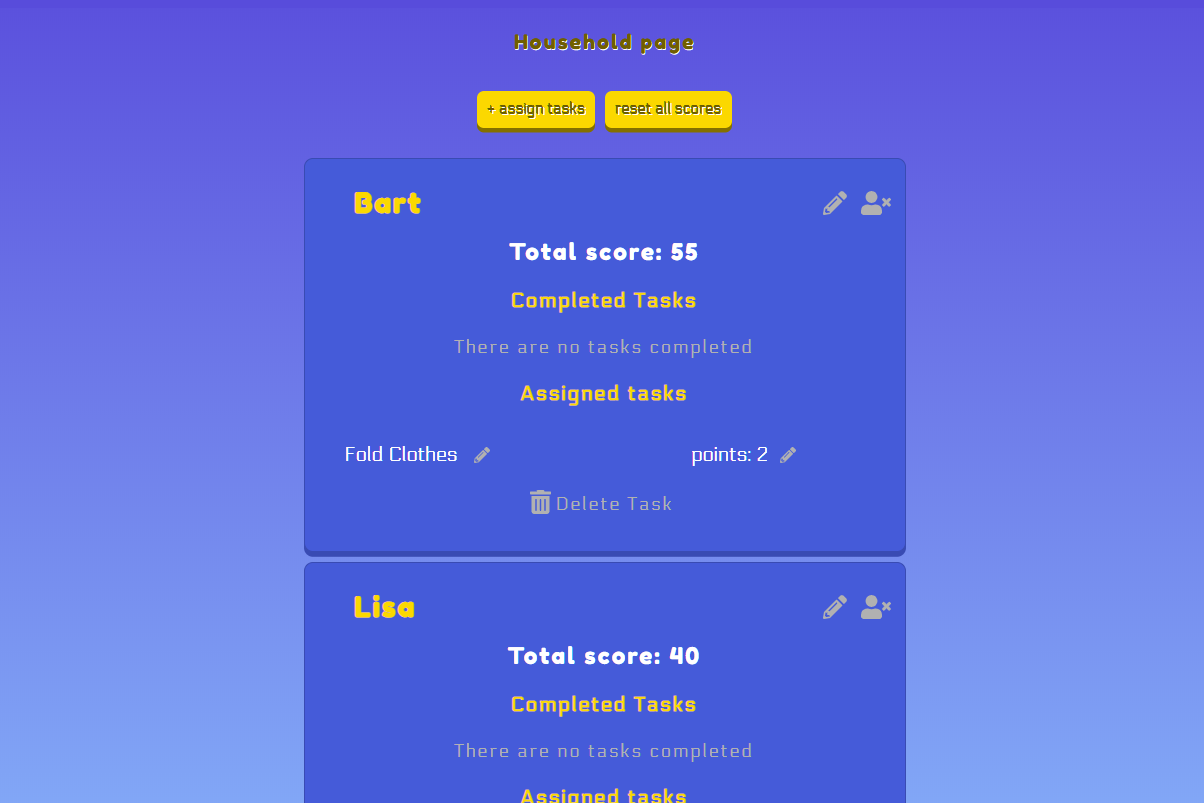 Household page
+ assign tasks reset all scores
Bart
Total score: 55
Completed Tasks
There are no tasks completed
Assigned tasks
Fold Clothes points: 2
Delete Task
Lisa
Total score: 40
Completed Tasks
There are no tasks completed
Assigned tasks